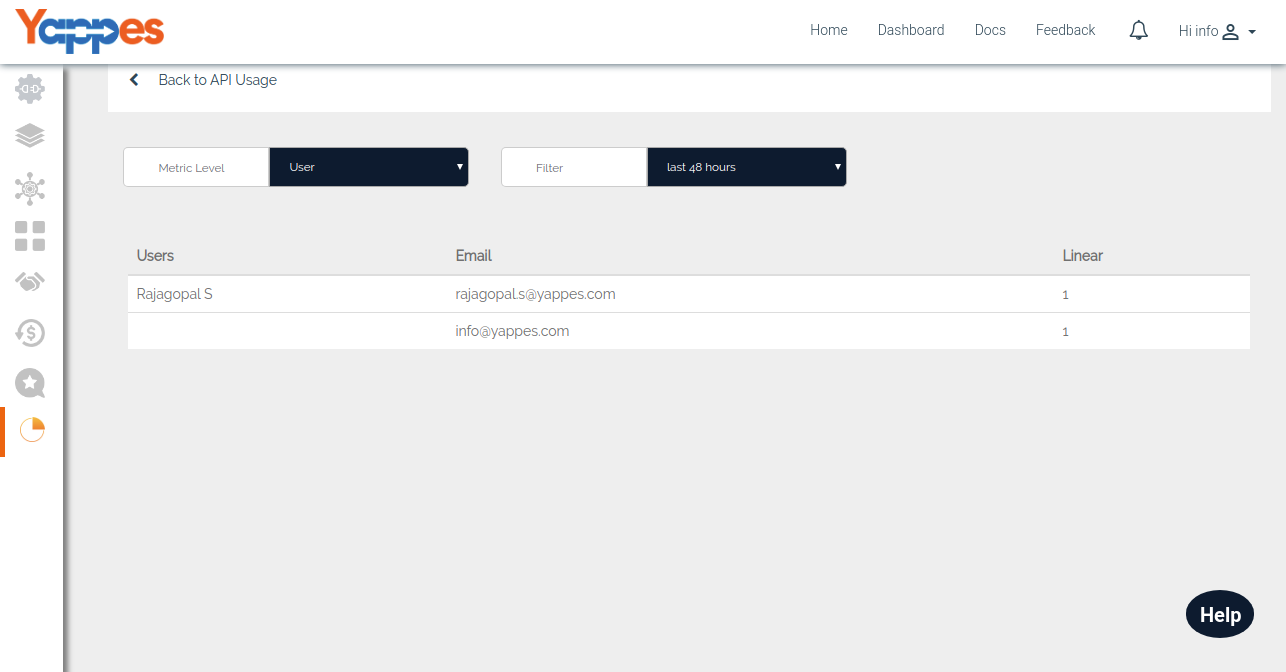 Yappes
Home Dashboard Docs Feedback Hi info
Back to API Usage
Metric Level User Filter last 48 hours
Users Email Linear
Rajagopal S rajagopal.s@yappes.com 1
info@yappes.com 1
Help